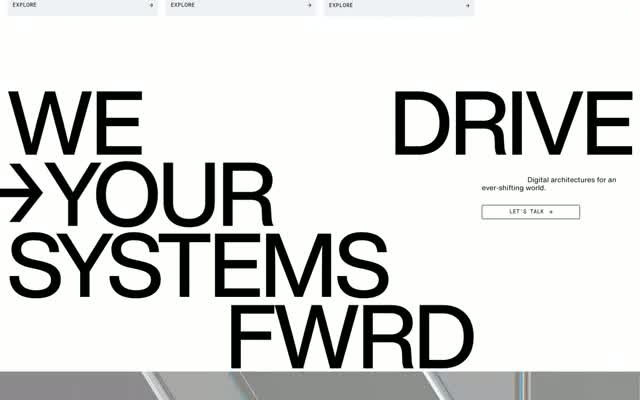 EXPLORE →
EXPLORE →
EXPLORE →
WE DRIVE
→YOUR
Digital architectures for an
ever-shifting world.
LET'S TALK →
SYSTEMS
FWRD